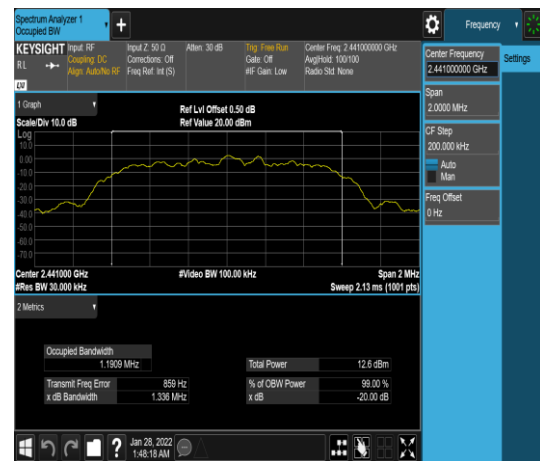 Spectrum Analyzer 1
Occupied BW
+
Frequency
KEYSIGHT
RL
Input: RF
Coupling: DC
Align: Auto/No RF
Input Z: 50 Ω
Corrections: Off
Freq Ref: Int (S)
Atten: 30 dB
Trig: Free Run
Gate: Off
#IF Gain: Low
Center Freq: 2.441000000 GHz
Avg|Hold: 100/100
Radio Std: None
Center Frequency
2.441000000 GHz
Settings
Span
2.0000 MHz
CF Step
200.000 kHz
Auto
Man
Freq Offset
0 Hz
1 Graph
Scale/Div 10.0 dB
Ref Lvl Offset 0.50 dB
Ref Value 20.00 dBm
Log
10.0
0.00
-10.0
-20.0
-30.0
-40.0
-50.0
-60.0
-70.0
Center 2.441000 GHz
#Res BW 30.000 kHz
#Video BW 100.00 kHz
Span 2 MHz
Sweep 2.13 ms (1001 pts)
2 Metrics
Occupied Bandwidth
1.1909 MHz
Total Power 12.6 dBm
Transmit Freq Error 859 Hz
% of OBW Power 99.00 %
x dB Bandwidth 1.336 MHz
x dB -20.00 dB
?
Jan 28, 2022
1:48:18 AM